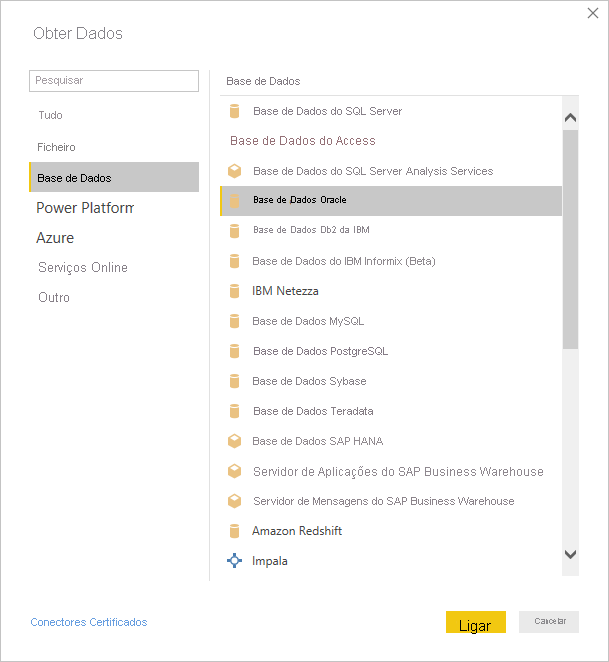 Obter Dados
Pesquisar
Tudo
Ficheiro
Base de Dados
Power Platform
Azure
Serviços Online
Outro
Base de Dados
Base de Dados do SQL Server
Base de Dados do Access
Base de Dados do SQL Server Analysis Services
Base de Dados Oracle
Base de Dados Db2 da IBM
Base de Dados do IBM Informix (Beta)
IBM Netezza
Base de Dados MySQL
Base de Dados PostgreSQL
Base de Dados Sybase
Base de Dados Teradata
Base de Dados SAP HANA
Servidor de Aplicações do SAP Business Warehouse
Servidor de Mensagens do SAP Business Warehouse
Amazon Redshift
Impala
Conectores Certificados
Ligar
Cancelar